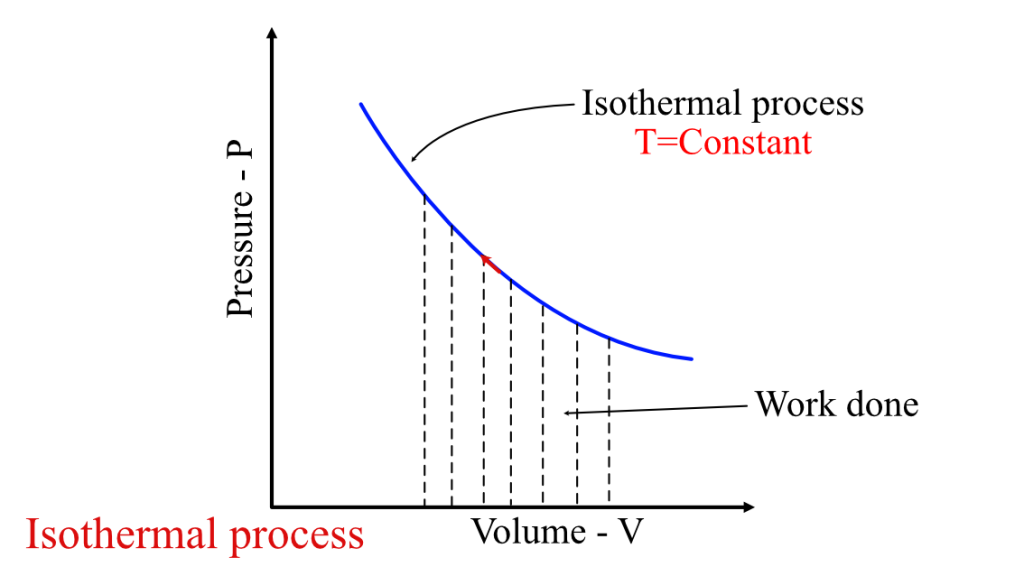 Isothermal process
T=Constant
Pressure - P
Work done
Volume - V
Isothermal process